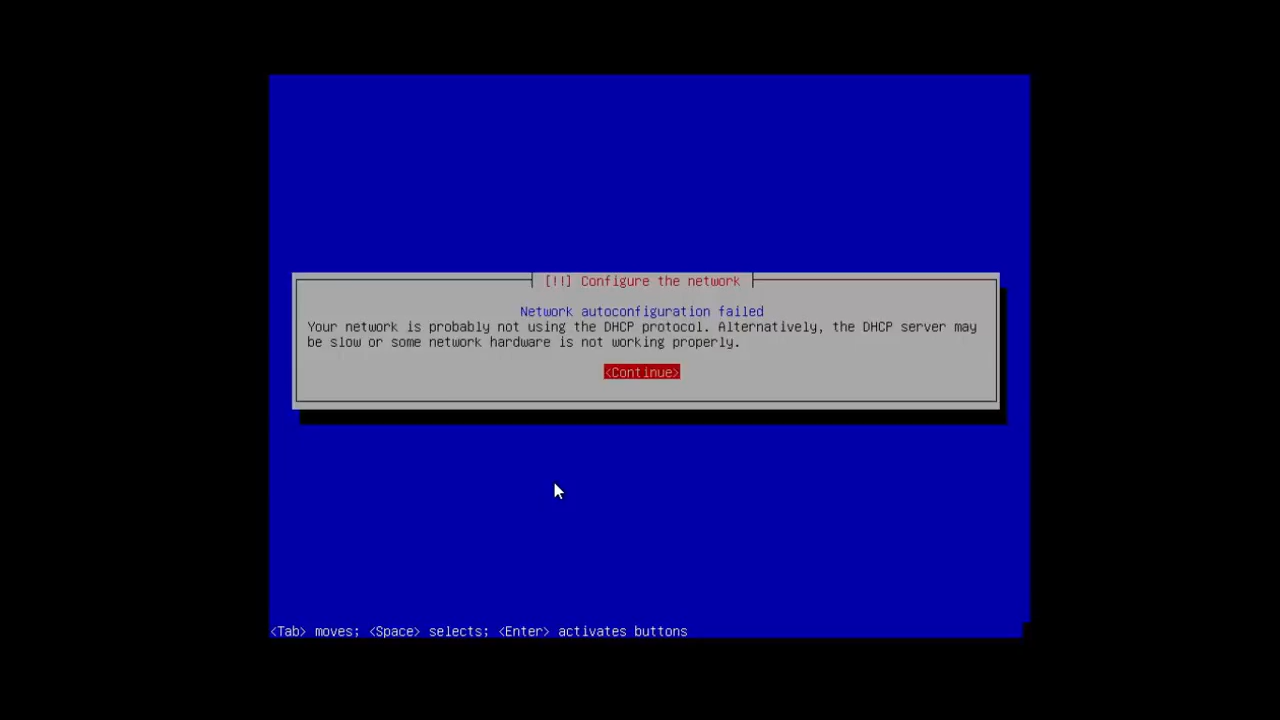 [!!] Configure the network
Network autoconfiguration failed
Your network is probably not using the DHCP protocol. Alternatively, the DHCP server may
be slow or some network hardware is not working properly.
<Continue>
<Tab> moves; <Space> selects; <Enter> activates buttons